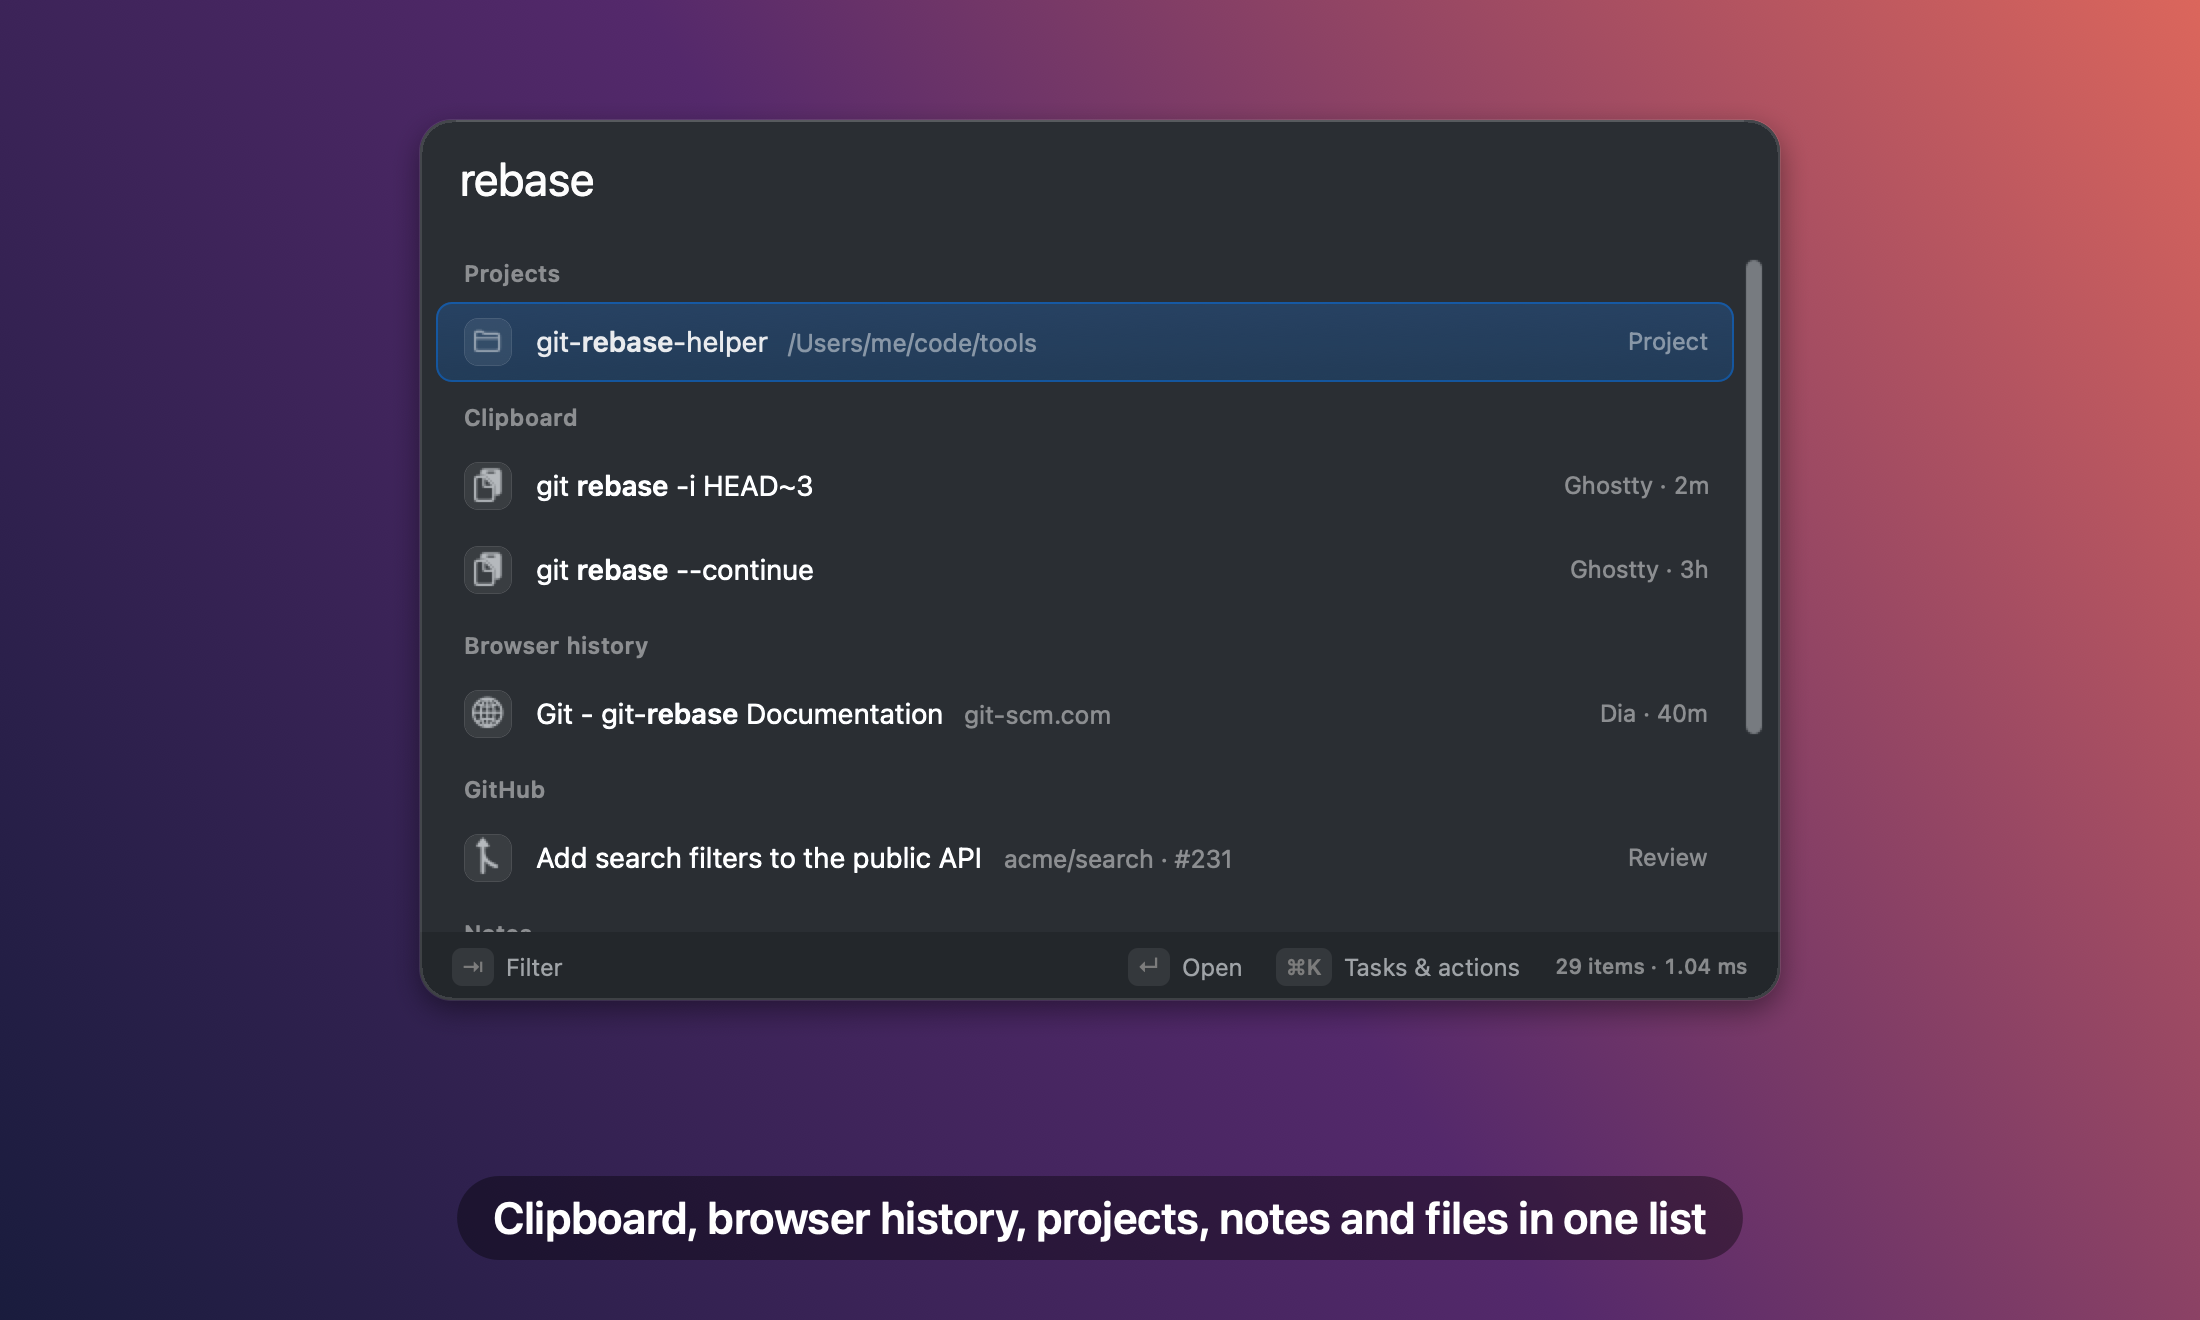 rebase
Projects
git-rebase-helper /Users/me/code/tools Project
Clipboard
git rebase -i HEAD~3 Ghostty · 2m
git rebase --continue Ghostty · 3h
Browser history
Git - git-rebase Documentation git-scm.com Dia · 40m
GitHub
Add search filters to the public API acme/search · #231 Review
Notes
Filter Open ⌘K Tasks & actions 29 items · 1.04 ms
Clipboard, browser history, projects, notes and files in one list